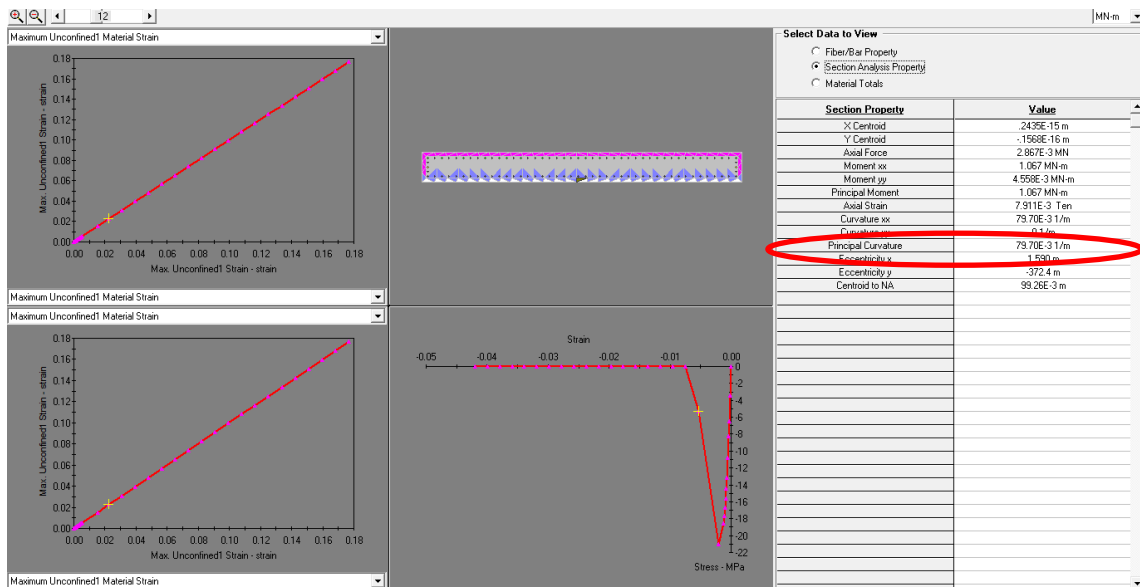 12
MN-m
Maximum Unconfined1 Material Strain
0.18
0.16
0.14
0.12
0.10
0.08
0.06
0.04
0.02
0.00
Max. Unconfined1 Strain - strain
0.00 0.02 0.04 0.06 0.08 0.10 0.12 0.14 0.16 0.18
Max. Unconfined1 Strain - strain
Maximum Unconfined1 Material Strain
Maximum Unconfined1 Material Strain
0.18
0.16
0.14
0.12
0.10
0.08
0.06
0.04
0.02
0.00
Max. Unconfined1 Strain - strain
0.00 0.02 0.04 0.06 0.08 0.10 0.12 0.14 0.16 0.18
Max. Unconfined1 Strain - strain
Maximum Unconfined1 Material Strain
Strain
-0.05 -0.04 -0.03 -0.02 -0.01 0.00
0
-2
-4
-6
-8
-10
-12
-14
-16
-18
-20
-22
Stress - MPa
Select Data to View
Fiber/Bar Property
Section Analysis Property
Material Totals
Section Property Value
X Centroid .2435E-15 m
Y Centroid -.1568E-16 m
Axial Force 2.867E-3 MN
Moment xx 1.067 MN-m
Moment yy 4.558E-3 MN-m
Principal Moment 1.067 MN-m
Axial Strain 7.911E-3 Ten
Curvature xx 79.70E-3 1/m
Curvature yy 0 1/m
Principal Curvature 79.70E-3 1/m
Eccentricity x 1.590 m
Eccentricity y -372.4 m
Centroid to NA 99.26E-3 m